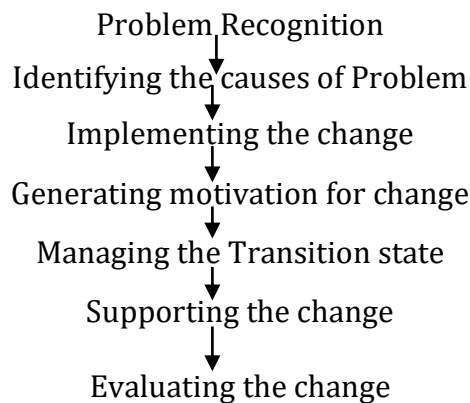 Problem Recognition
Identifying the causes of Problem
Implementing the change
Generating motivation for change
Managing the Transition state
Supporting the change
Evaluating the change